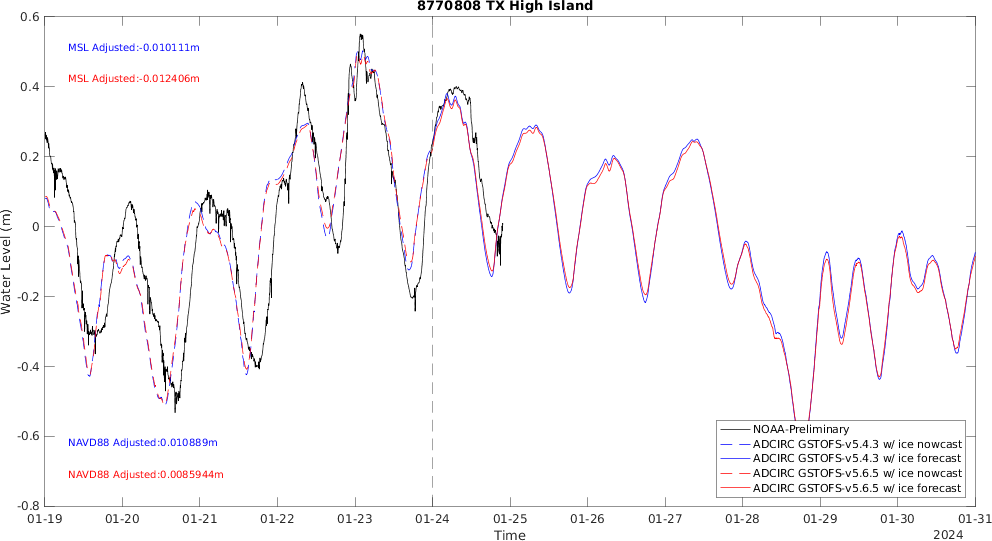 8770808 TX High Island
0.6
0.4
0.2
0
-0.2
-0.4
-0.6
-0.8
Water Level (m)
MSL Adjusted:-0.010111m
MSL Adjusted:-0.012406m
NAVD88 Adjusted:0.010889m
NAVD88 Adjusted:0.0085944m
NOAA-Preliminary
ADCIRC GSTOFS-v5.4.3 w/ ice nowcast
ADCIRC GSTOFS-v5.4.3 w/ ice forecast
ADCIRC GSTOFS-v5.6.5 w/ ice nowcast
ADCIRC GSTOFS-v5.6.5 w/ ice forecast
01-19 01-20 01-21 01-22 01-23 01-24 01-25 01-26 01-27 01-28 01-29 01-30 01-31
Time
2024